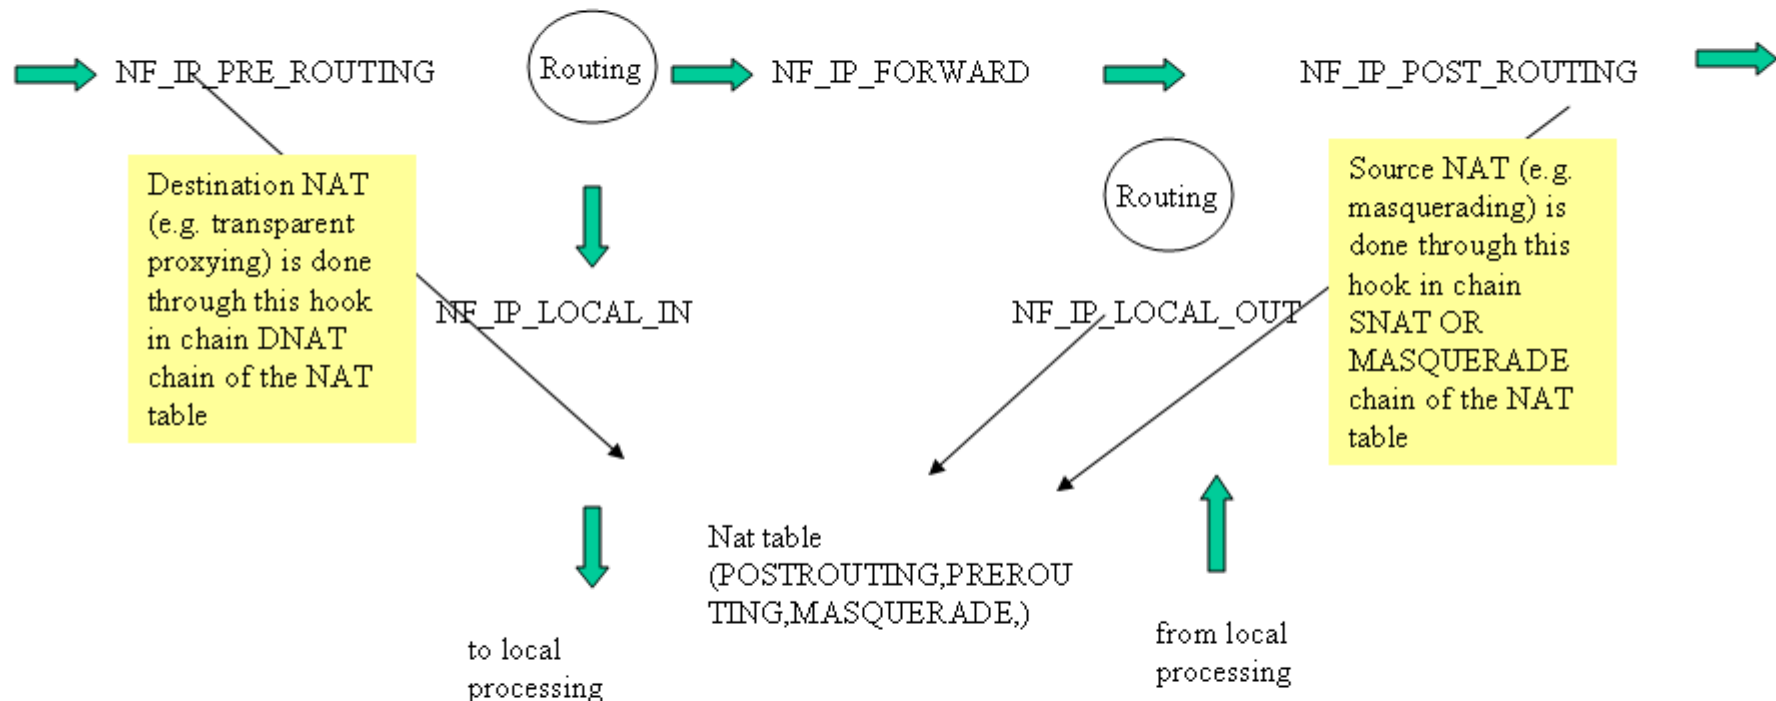 NF_IP_PRE_ROUTING
Routing
NF_IP_FORWARD
NF_IP_POST_ROUTING
Destination NAT
(e.g. transparent
proxying) is done
through this hook
in chain DNAT
chain of the NAT
table
Routing
Source NAT (e.g.
masquerading) is
done through this
hook in chain
SNAT OR
MASQUERADE
chain of the NAT
table
NF_IP_LOCAL_IN
NF_IP_LOCAL_OUT
Nat table
(POSTROUTING,PREROU
TING,MASQUERADE,)
to local
processing
from local
processing